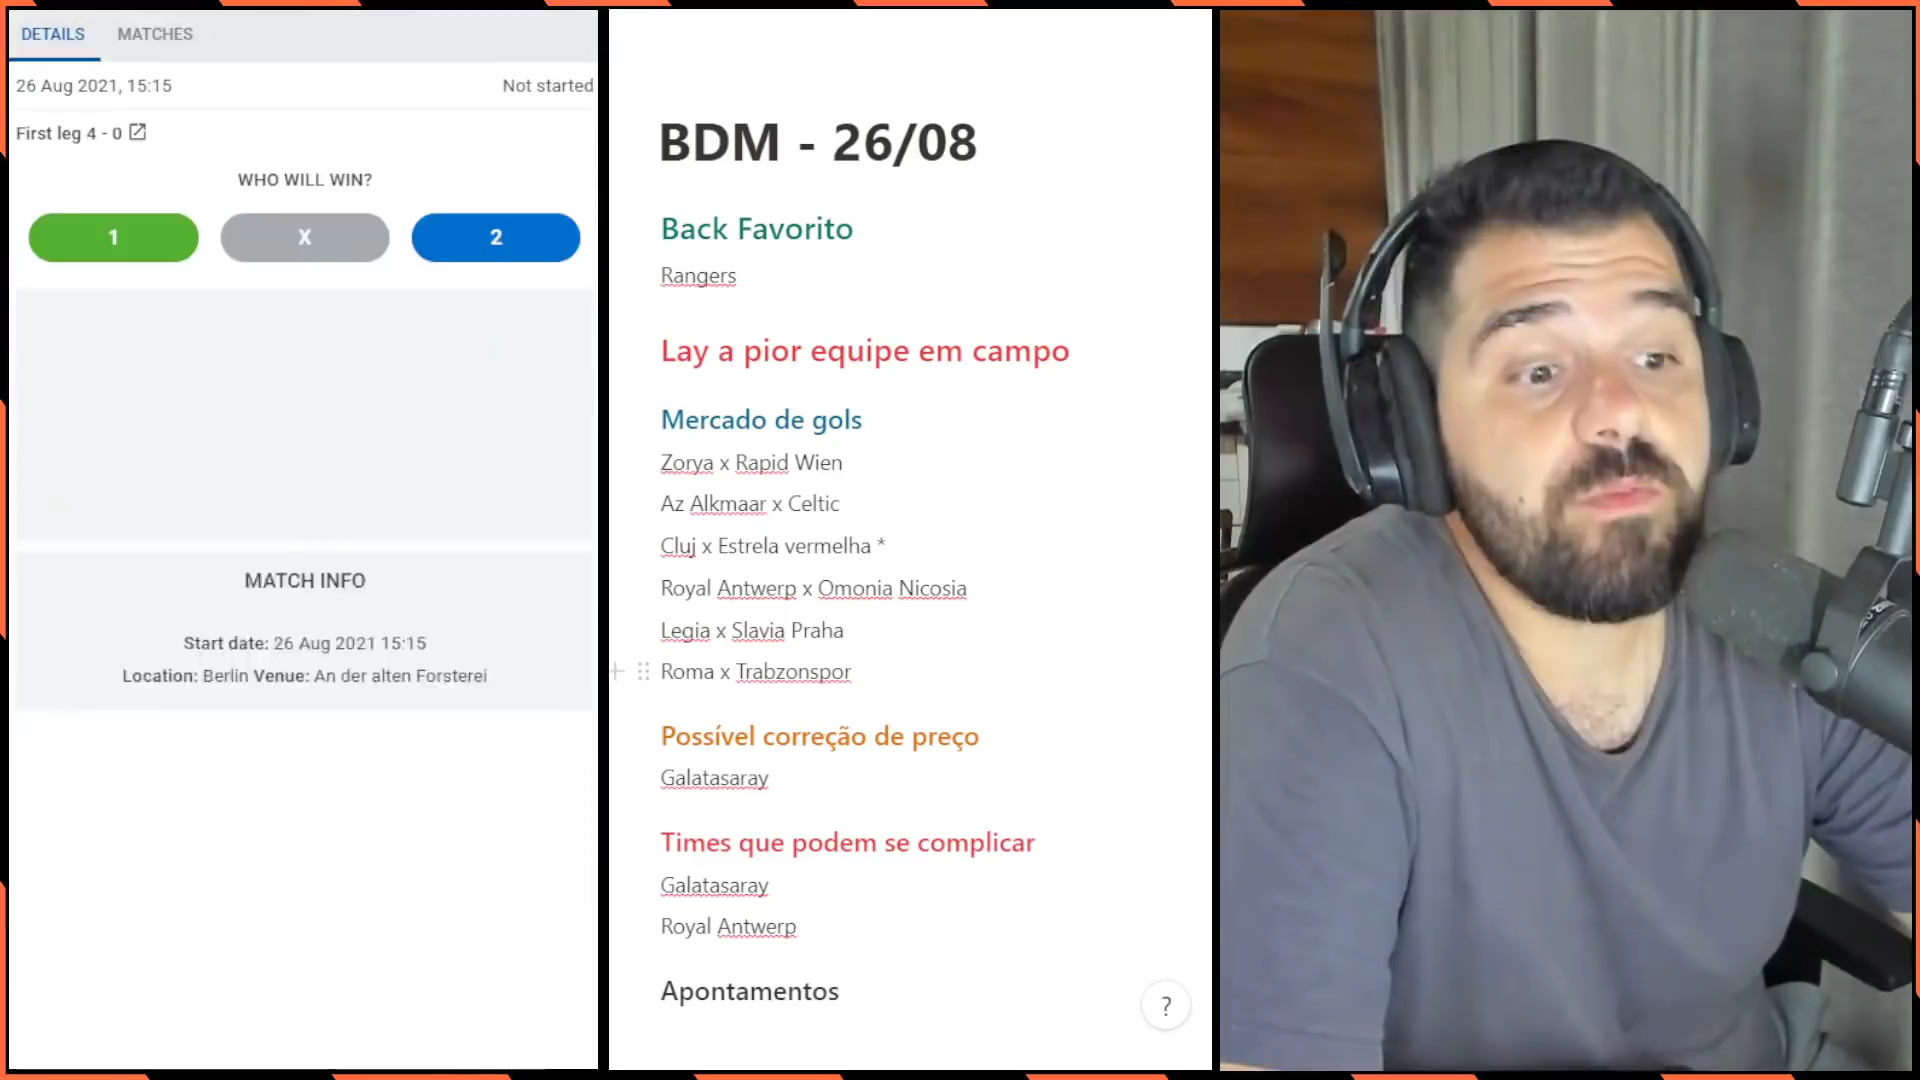 DETAILS MATCHES
26 Aug 2021, 15:15 Not started
First leg 4 - 0
WHO WILL WIN?
1 X 2
MATCH INFO
Start date: 26 Aug 2021 15:15
Location: Berlin Venue: An der alten Forsterei
BDM - 26/08
Back Favorito
Rangers
Lay a pior equipe em campo
Mercado de gols
Zorya x Rapid Wien
Az Alkmaar x Celtic
Cluj x Estrela vermelha *
Royal Antwerp x Omonia Nicosia
Legia x Slavia Praha
Roma x Trabzonspor
Possível correção de preço
Galatasaray
Times que podem se complicar
Galatasaray
Royal Antwerp
Apontamentos
?